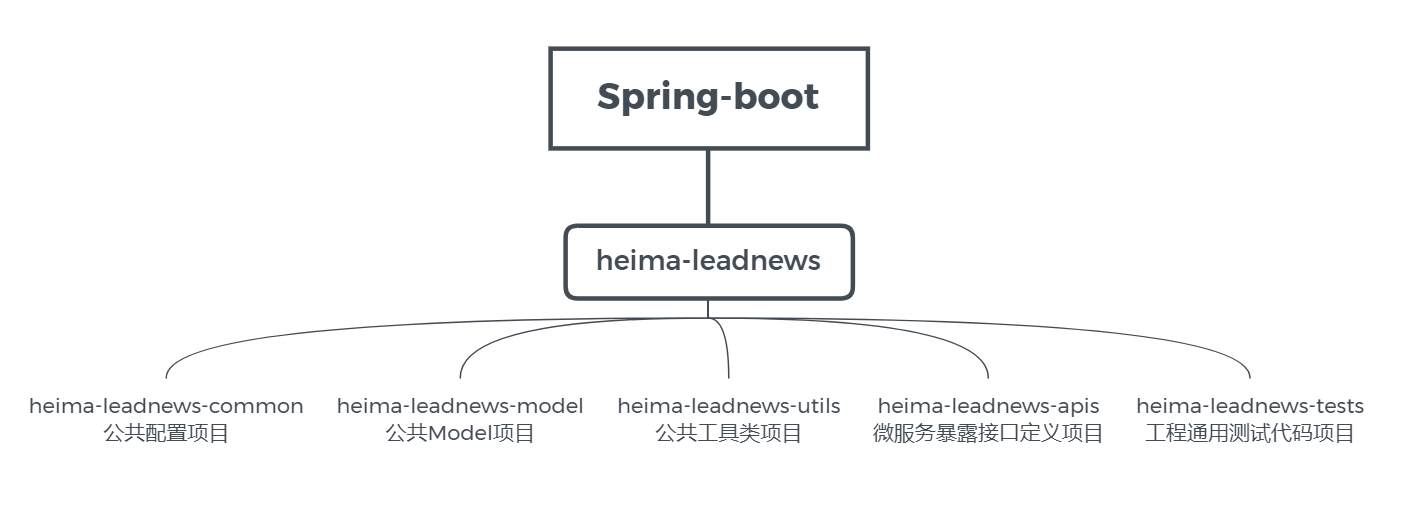 Spring-boot
heima-leadnews
heima-leadnews-common
公共配置项目
heima-leadnews-model
公共Model项目
heima-leadnews-utils
公共工具类项目
heima-leadnews-apis
微服务暴露接口定义项目
heima-leadnews-tests
工程通用测试代码项目